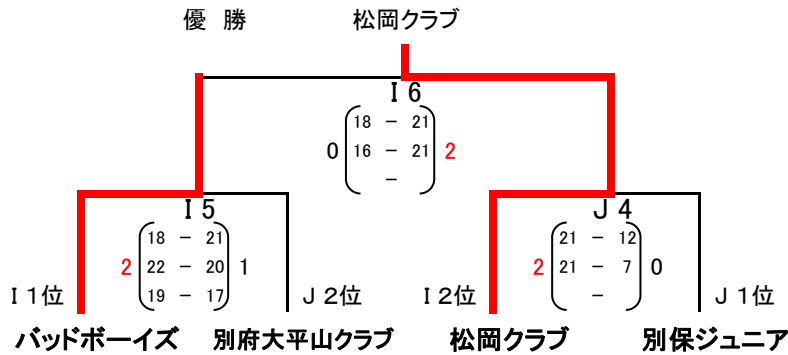 優 勝 松岡クラブ
I 6
18 － 21
0 16 － 21 2
－
I 5 J 4
18 － 21 21 － 12
2 22 － 20 1 2 21 － 7 0
19 － 17 －
I 1位 J 2位 I 2位 J 1位
バッドボーイズ 別府大平山クラブ 松岡クラブ 別保ジュニア